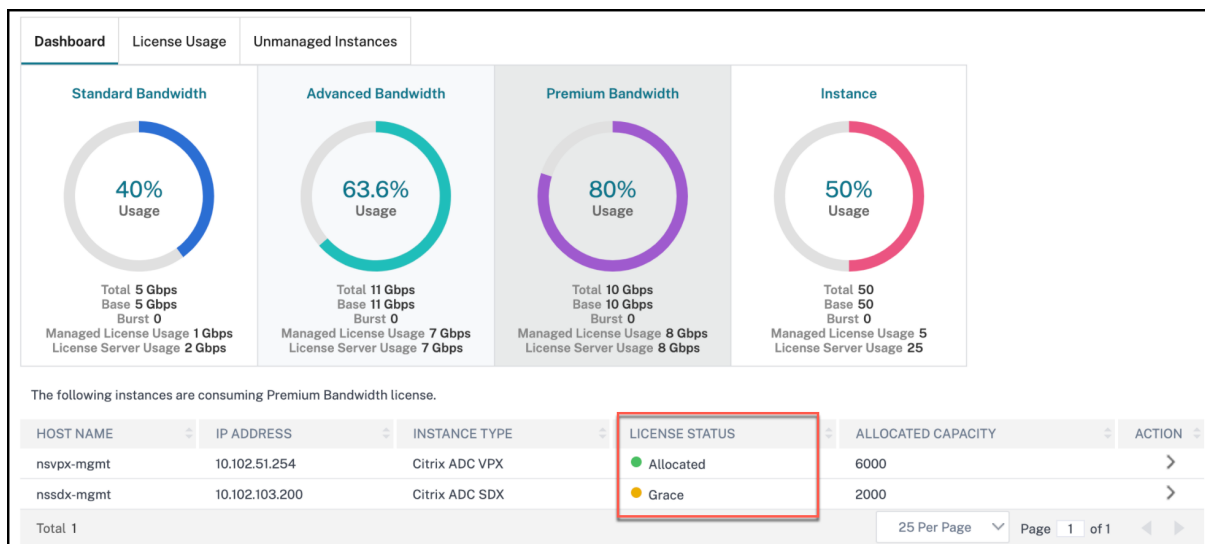 Dashboard License Usage Unmanaged Instances
Standard Bandwidth Advanced Bandwidth Premium Bandwidth Instance
40% 63.6% 80% 50%
Usage Usage Usage Usage
Total 5 Gbps Total 11 Gbps Total 10 Gbps Total 50
Base 5 Gbps Base 11 Gbps Base 10 Gbps Base 50
Burst 0 Burst 0 Burst 0 Burst 0
Managed License Usage 1 Gbps Managed License Usage 7 Gbps Managed License Usage 8 Gbps Managed License Usage 5
License Server Usage 2 Gbps License Server Usage 7 Gbps License Server Usage 8 Gbps License Server Usage 25
The following instances are consuming Premium Bandwidth license.
HOST NAME IP ADDRESS INSTANCE TYPE LICENSE STATUS ALLOCATED CAPACITY ACTION
nsvpx-mgmt 10.102.51.254 Citrix ADC VPX Allocated 6000
nssdx-mgmt 10.102.103.200 Citrix ADC SDX Grace 2000
Total 1 25 Per Page Page 1 of 1